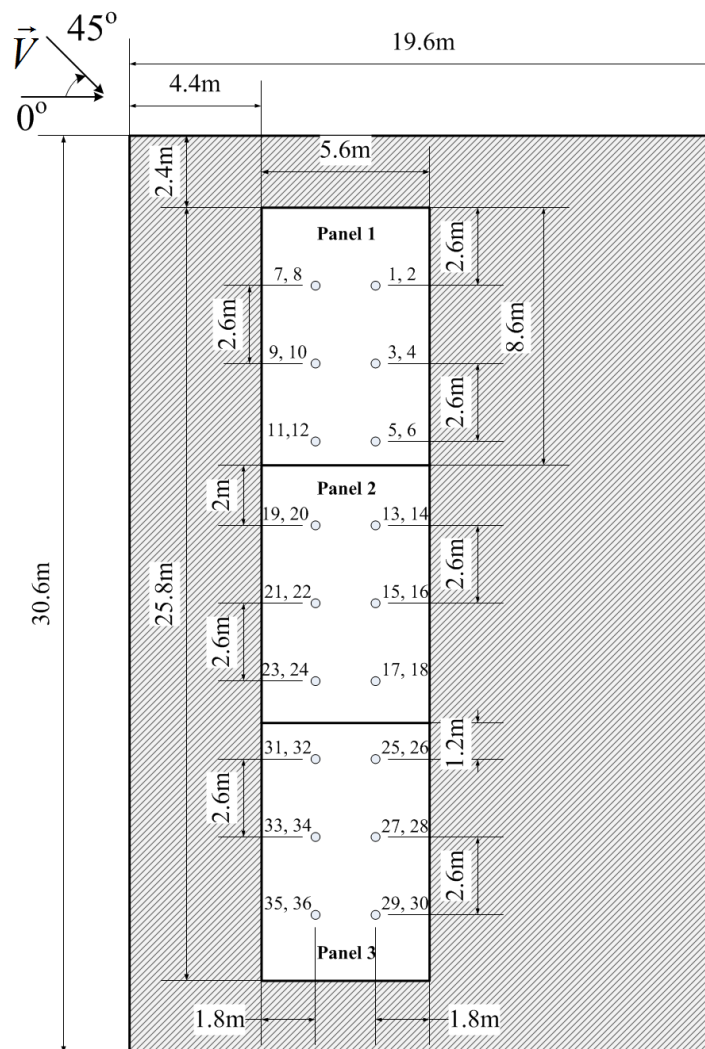 45°
V
0°
19.6m
4.4m
5.6m
2.4m
Panel 1
2.6m
7, 8
1, 2
8.6m
2.6m
9, 10
3, 4
2.6m
11,12
5, 6
Panel 2
2m
19, 20
13, 14
2.6m
30.6m
25.8m
21, 22
15, 16
2.6m
23, 24
17, 18
1.2m
31, 32
25, 26
2.6m
33, 34
27, 28
2.6m
35, 36
29, 30
Panel 3
1.8m
1.8m